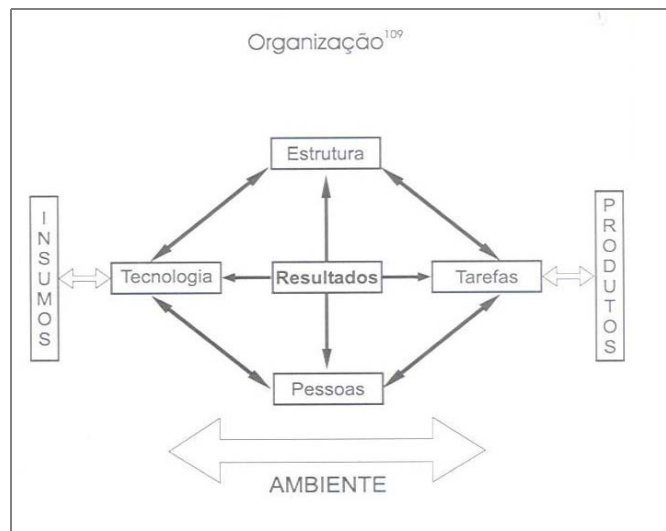 Organização109
Estrutura
INSUMOS
Tecnologia
Resultados
Tarefas
PRODUTOS
Pessoas
AMBIENTE